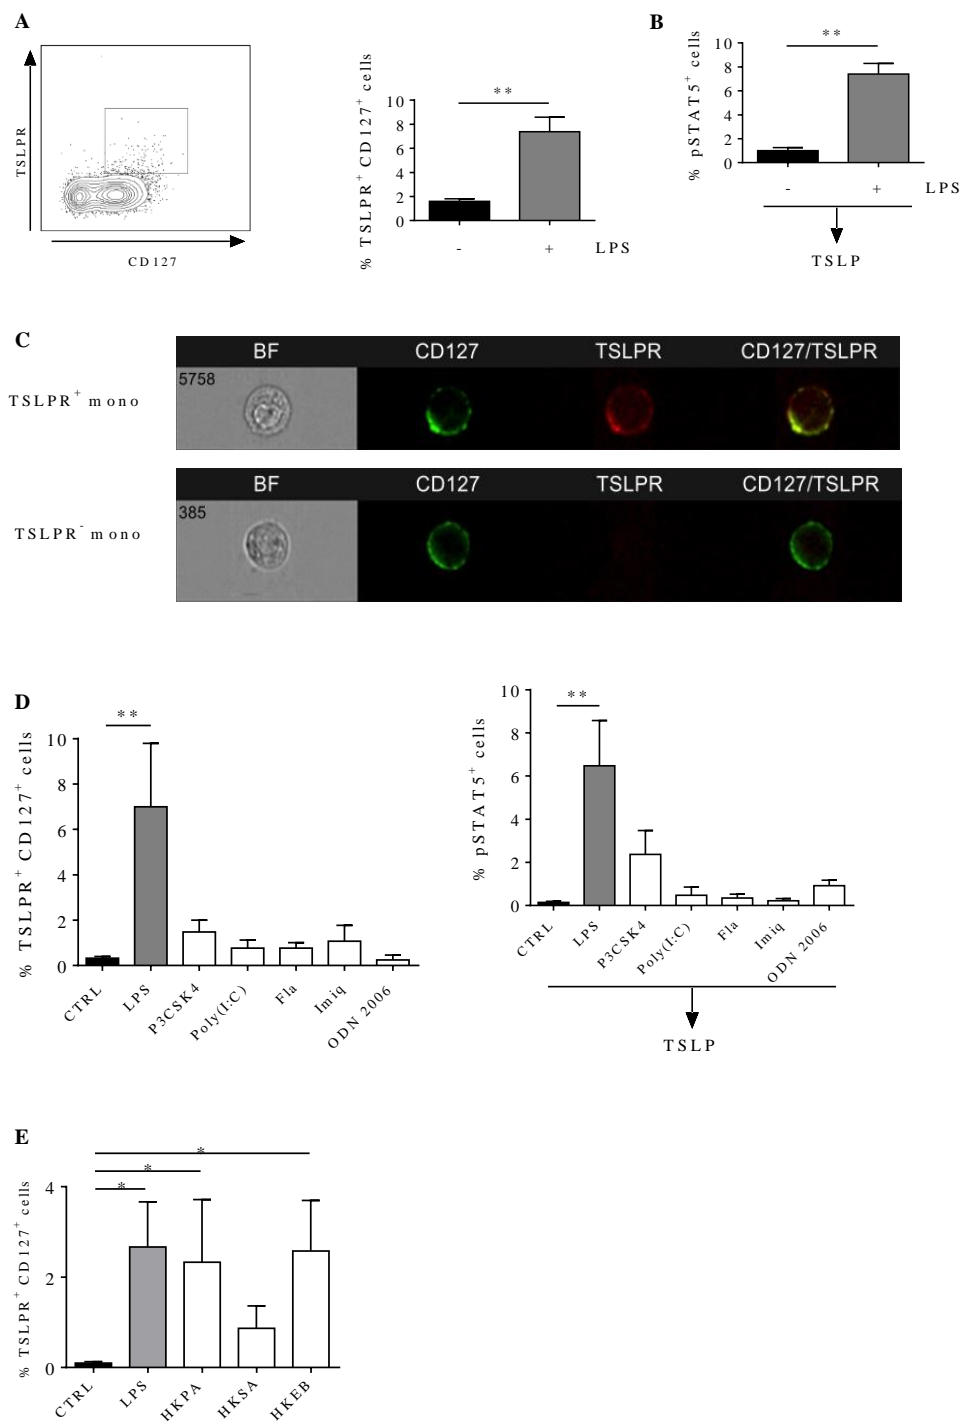 A
TSLPR
CD127
% TSLPR+ CD127+ cells
10
8
6
4
2
0
**
- + LPS
B
% pSTAT5+ cells
10
8
6
4
2
0
**
- + LPS
TSLP
C
TSLPR+ mono
BF CD127 TSLPR CD127/TSLPR
5758
TSLPR- mono
BF CD127 TSLPR CD127/TSLPR
385
D
% TSLPR+ CD127+ cells
10
8
6
4
2
0
**
CTRL LPS P3CSK4 Poly(I:C) Fla Imiq ODN 2006
% pSTAT5+ cells
10
8
6
4
2
0
**
CTRL LPS P3CSK4 Poly(I:C) Fla Imiq ODN 2006
TSLP
E
% TSLPR+ CD127+ cells
4
2
0
*
*
*
CTRL LPS HKPA HKSA HKEB